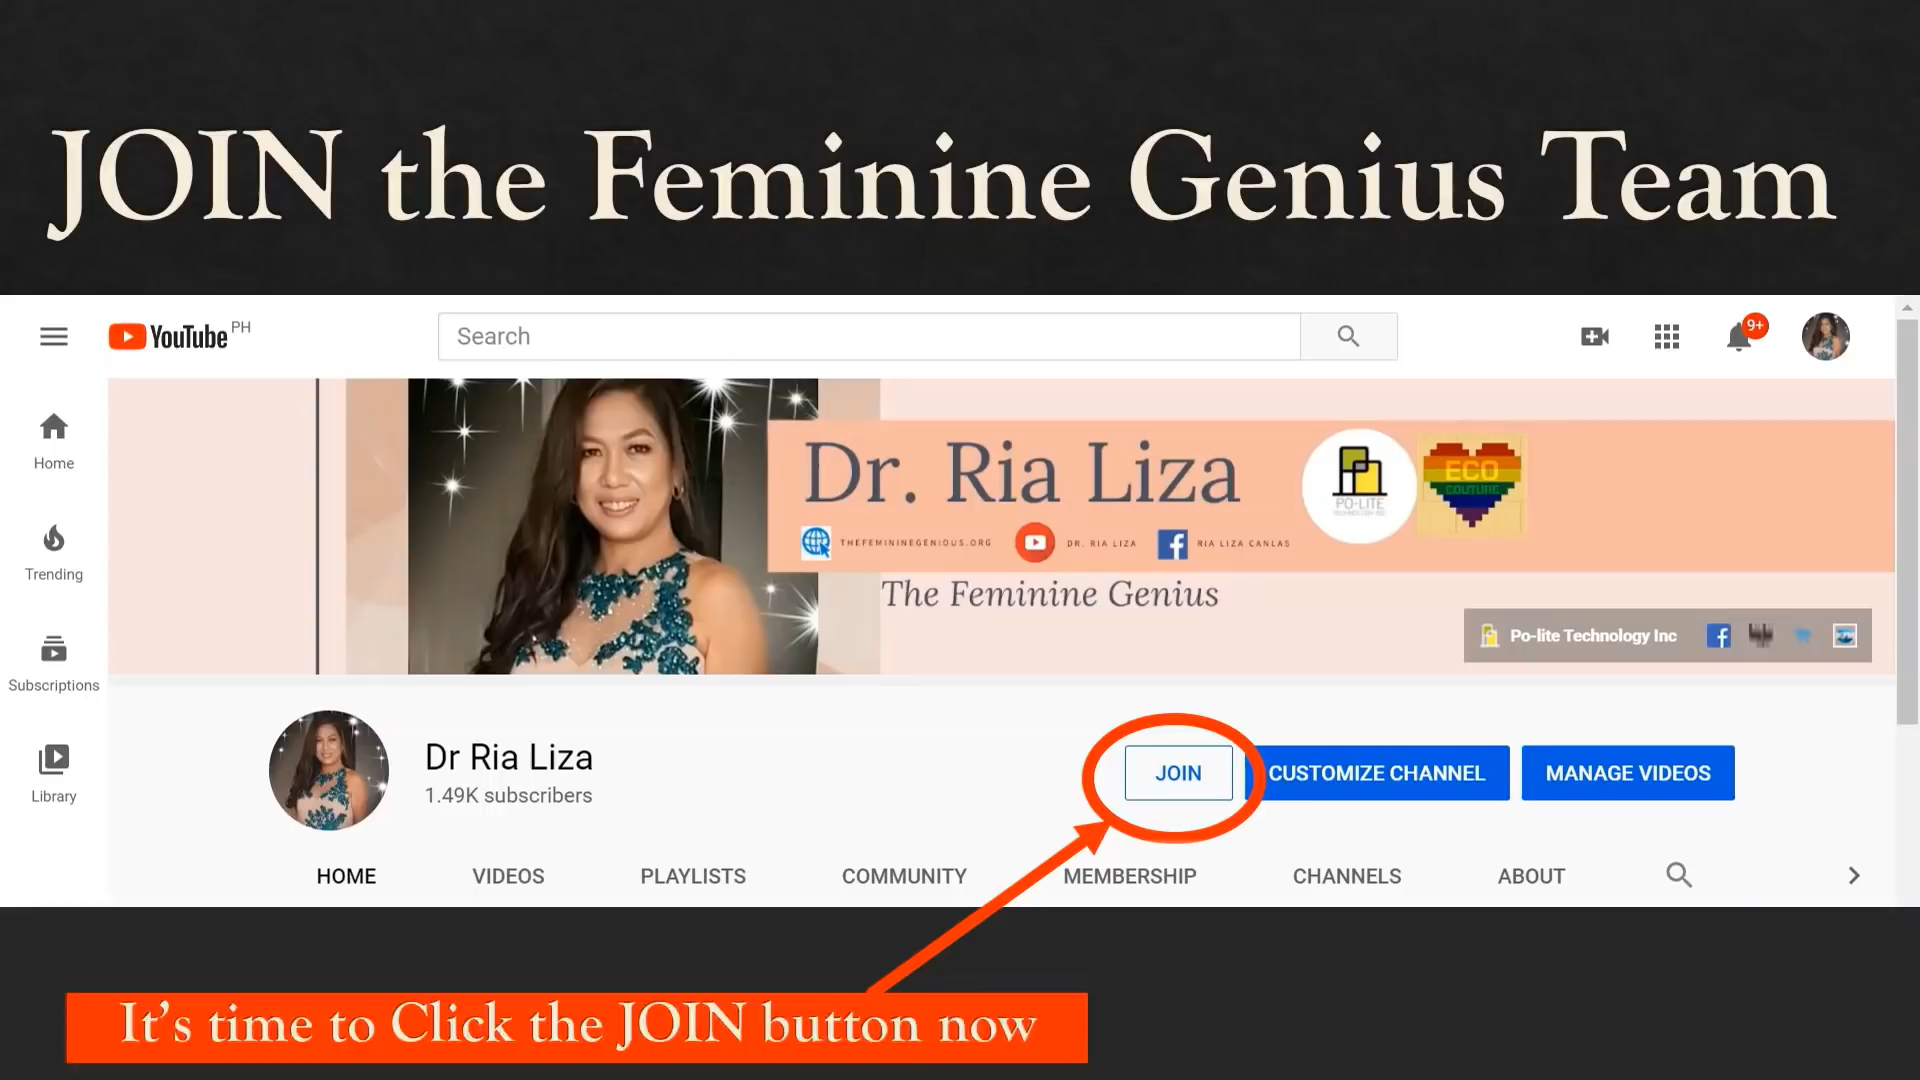 JOIN the Feminine Genius Team
YouTube PH
Search
9+
Home
Trending
Subscriptions
Library
Dr. Ria Liza
THEFEMININEGENIOUS.ORG
DR. RIA LIZA
RIA LIZA CANLAS
PO-LITE
TECHNOLOGY INC
ECO
COUTURE
The Feminine Genius
Po-lite Technology Inc
Dr Ria Liza
1.49K subscribers
JOIN
CUSTOMIZE CHANNEL
MANAGE VIDEOS
HOME VIDEOS PLAYLISTS COMMUNITY MEMBERSHIP CHANNELS ABOUT
It's time to Click the JOIN button now